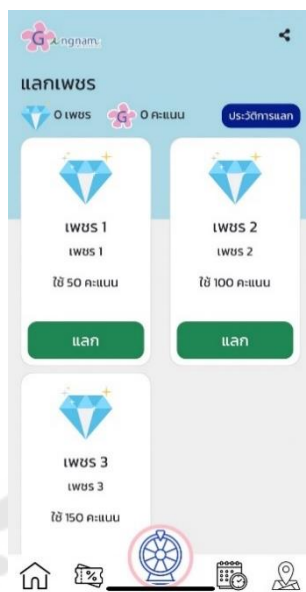 Gangnam
แลกเพชร
0 เพชร G 0 คะแนน ประวัติการแลก
เพชร 1
เพชร 1
ใช้ 50 คะแนน
แลก
เพชร 2
เพชร 2
ใช้ 100 คะแนน
แลก
เพชร 3
เพชร 3
ใช้ 150 คะแนน